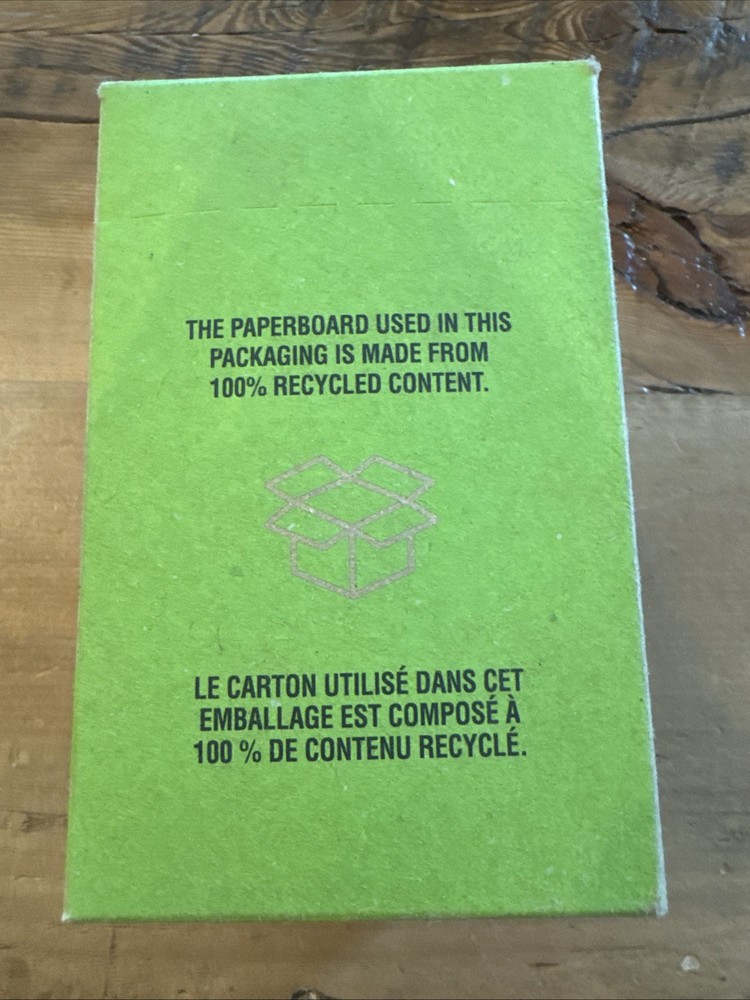 THE PAPERBOARD USED IN THIS
PACKAGING IS MADE FROM
100% RECYCLED CONTENT.
LE CARTON UTILISÉ DANS CET
EMBALLAGE EST COMPOSÉ À
100 % DE CONTENU RECYCLÉ.